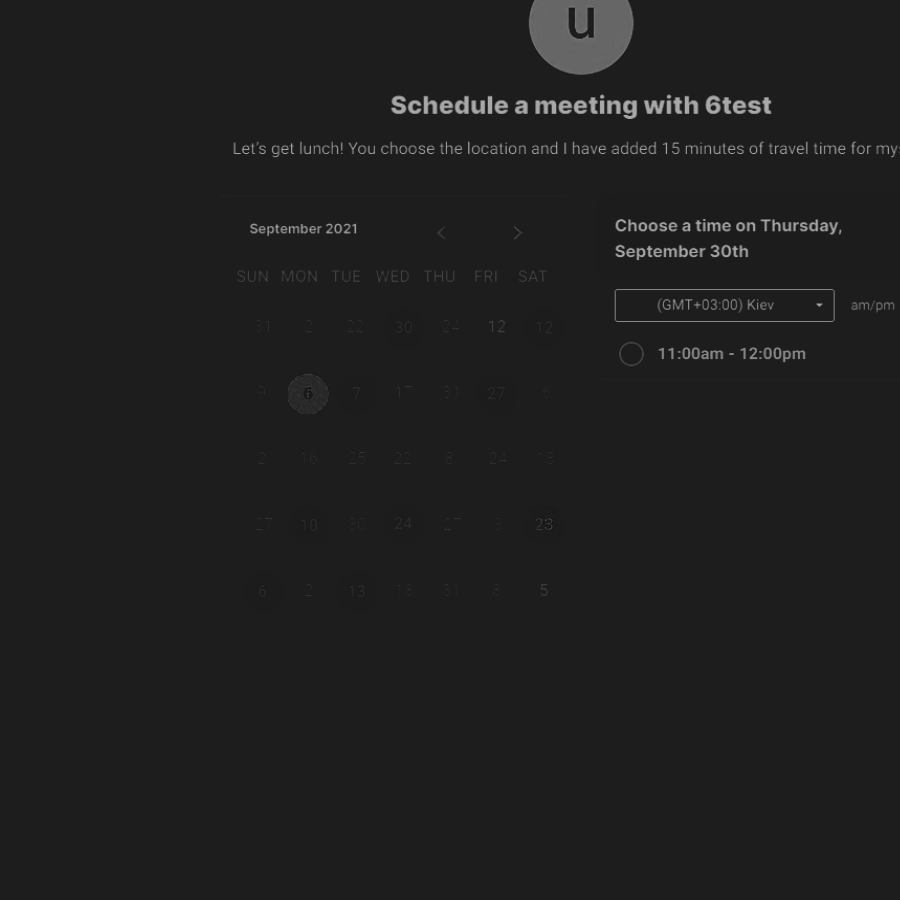 u
Schedule a meeting with 6test
Let's get lunch! You choose the location and I have added 15 minutes of travel time for my
September 2021 < >
Choose a time on Thursday,
September 30th
SUN MON TUE WED THU FRI SAT
(GMT+03:00) Kiev am/pm
31 2 22 30 24 12 12
11:00am - 12:00pm
9 6 7 17 31 27 6
2 16 25 22 8 24 18
27 10 30 24 27 8 23
6 2 13 18 31 8 5